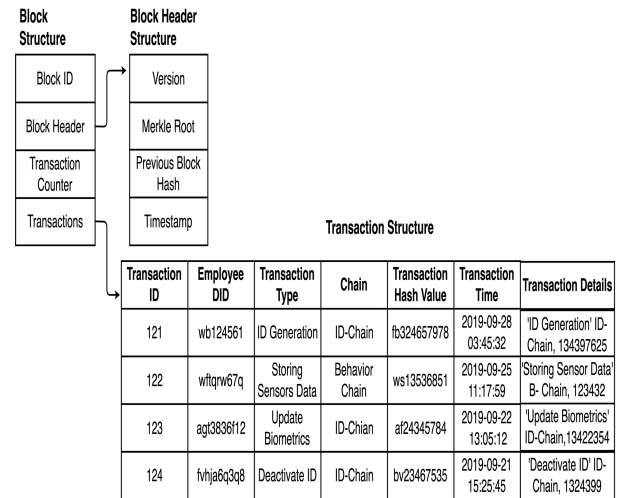 Block
Structure
Block Header
Structure
Block ID
Block Header
Transaction
Counter
Transactions
Version
Merkle Root
Previous Block
Hash
Timestamp
Transaction Structure
Transaction
ID
Employee
DID
Transaction
Type
Chain
Transaction
Hash Value
Transaction
Time
Transaction Details
121
wb124561
ID Generation
ID-Chain
fb324657978
2019-09-28
03:45:32
'ID Generation' ID-
Chain, 134397625
122
wftqrw67q
Storing
Sensors Data
Behavior
Chain
ws13536851
2019-09-25
11:17:59
'Storing Sensor Data'
B- Chain, 123432
123
agt3836f12
Update
Biometrics
ID-Chian
af24345784
2019-09-22
13:05:12
'Update Biometrics'
ID-Chain,13422354
124
fvhja6q3q8
Deactivate ID
ID-Chain
bv23467535
2019-09-21
15:25:45
'Deactivate ID' ID-
Chain, 1324399